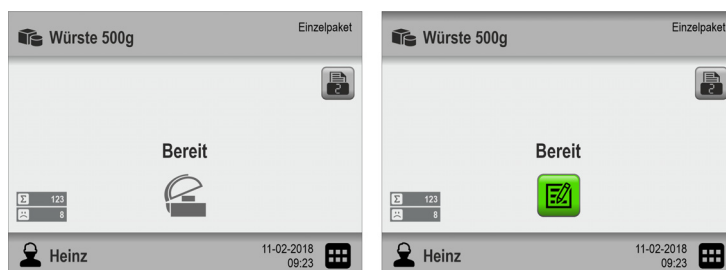 Würste 500g
Einzelpaket
Bereit
Σ 123
8
Heinz
11-02-2018
09:23
Würste 500g
Einzelpaket
Bereit
Σ 123
8
Heinz
11-02-2018
09:23